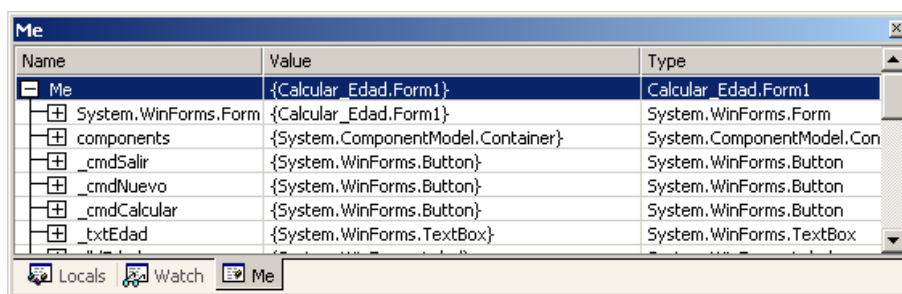 Me
Name Value Type
Me {Calcular_Edad.Form1} Calcular_Edad.Form1
System.WinForms.Form {Calcular_Edad.Form1} System.WinForms.Form
components {System.ComponentModel.Container} System.ComponentModel.Con
_cmdSalir {System.WinForms.Button} System.WinForms.Button
_cmdNuevo {System.WinForms.Button} System.WinForms.Button
_cmdCalcular {System.WinForms.Button} System.WinForms.Button
_txtEdad {System.WinForms.TextBox} System.WinForms.TextBox
Locals Watch Me